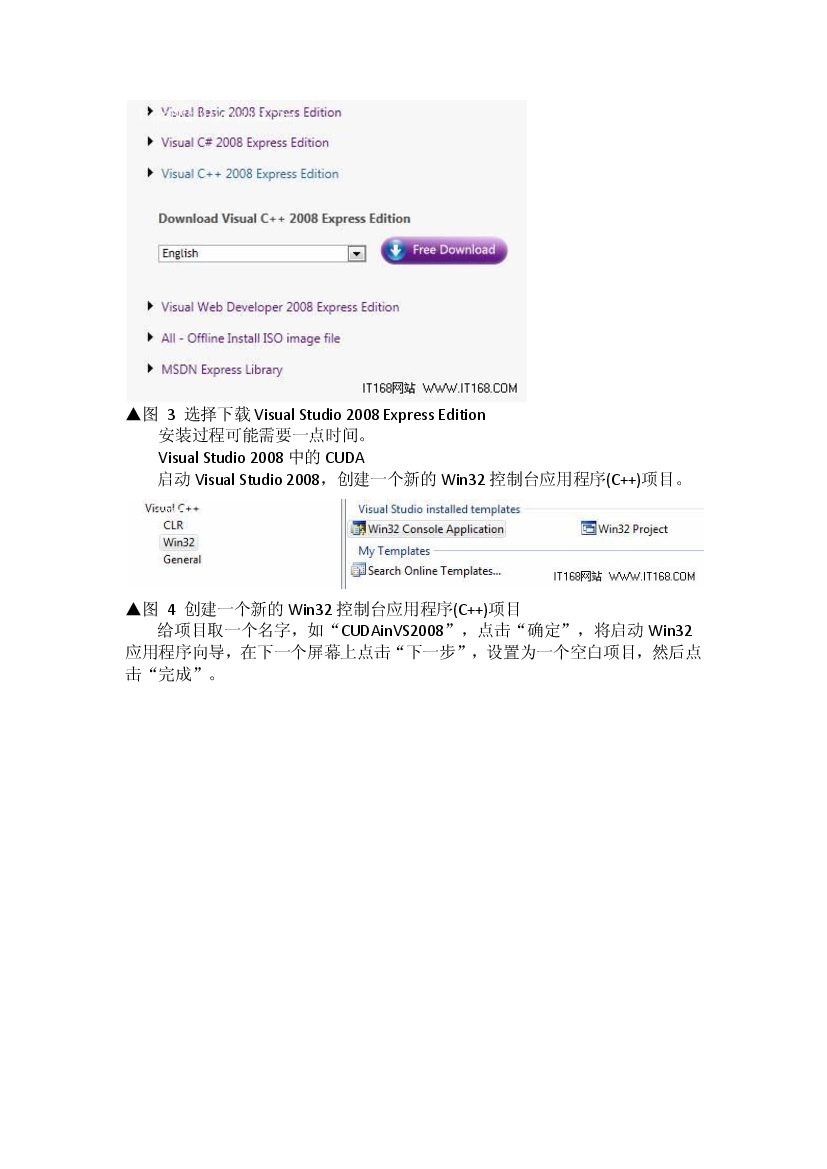 Visual Basic 2008 Express Edition
Visual C# 2008 Express Edition
Visual C++ 2008 Express Edition
Download Visual C++ 2008 Express Edition
English
Free Download
Visual Web Developer 2008 Express Edition
All - Offline Install ISO image file
MSDN Express Library
IT168网站 WWW.IT168.COM
▲图 3 选择下载 Visual Studio 2008 Express Edition
安装过程可能需要一点时间。
Visual Studio 2008 中的 CUDA
启动 Visual Studio 2008，创建一个新的 Win32 控制台应用程序(C++)项目。
Visual C++
CLR
Win32
General
Visual Studio installed templates
Win32 Console Application
Win32 Project
My Templates
Search Online Templates...
IT168网站 WWW.IT168.COM
▲图 4 创建一个新的 Win32 控制台应用程序(C++)项目
给项目取一个名字，如“CUDAinVS2008”，点击“确定”，将启动 Win32
应用程序向导，在下一个屏幕上点击“下一步”，设置为一个空白项目，然后点
击“完成”。